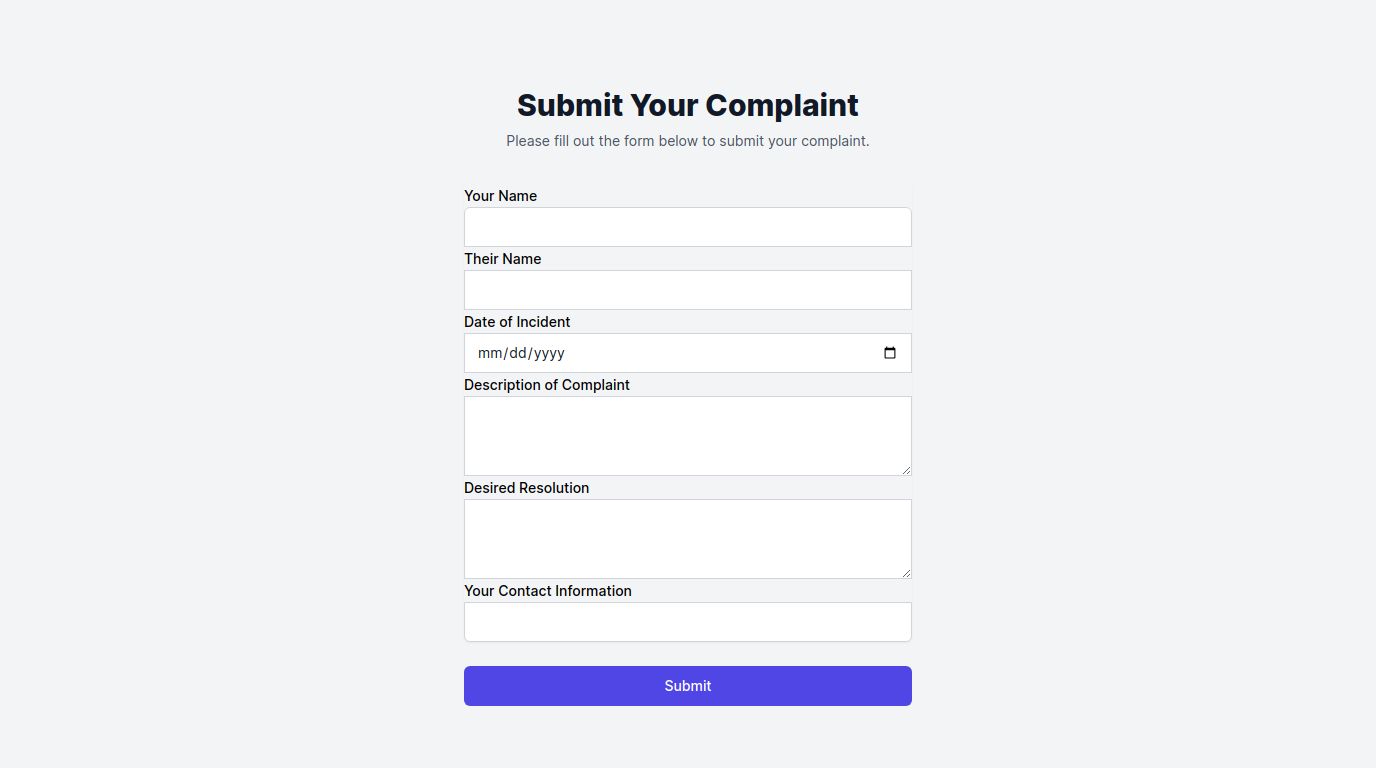 Submit Your Complaint
Please fill out the form below to submit your complaint.
Your Name
Their Name
Date of Incident
mm/dd/yyyy
Description of Complaint
Desired Resolution
Your Contact Information
Submit